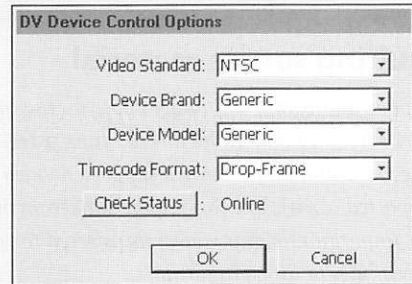 DV Device Control Options
Video Standard: NTSC
Device Brand: Generic
Device Model: Generic
Timecode Format: Drop-Frame
Check Status : Online
OK Cancel